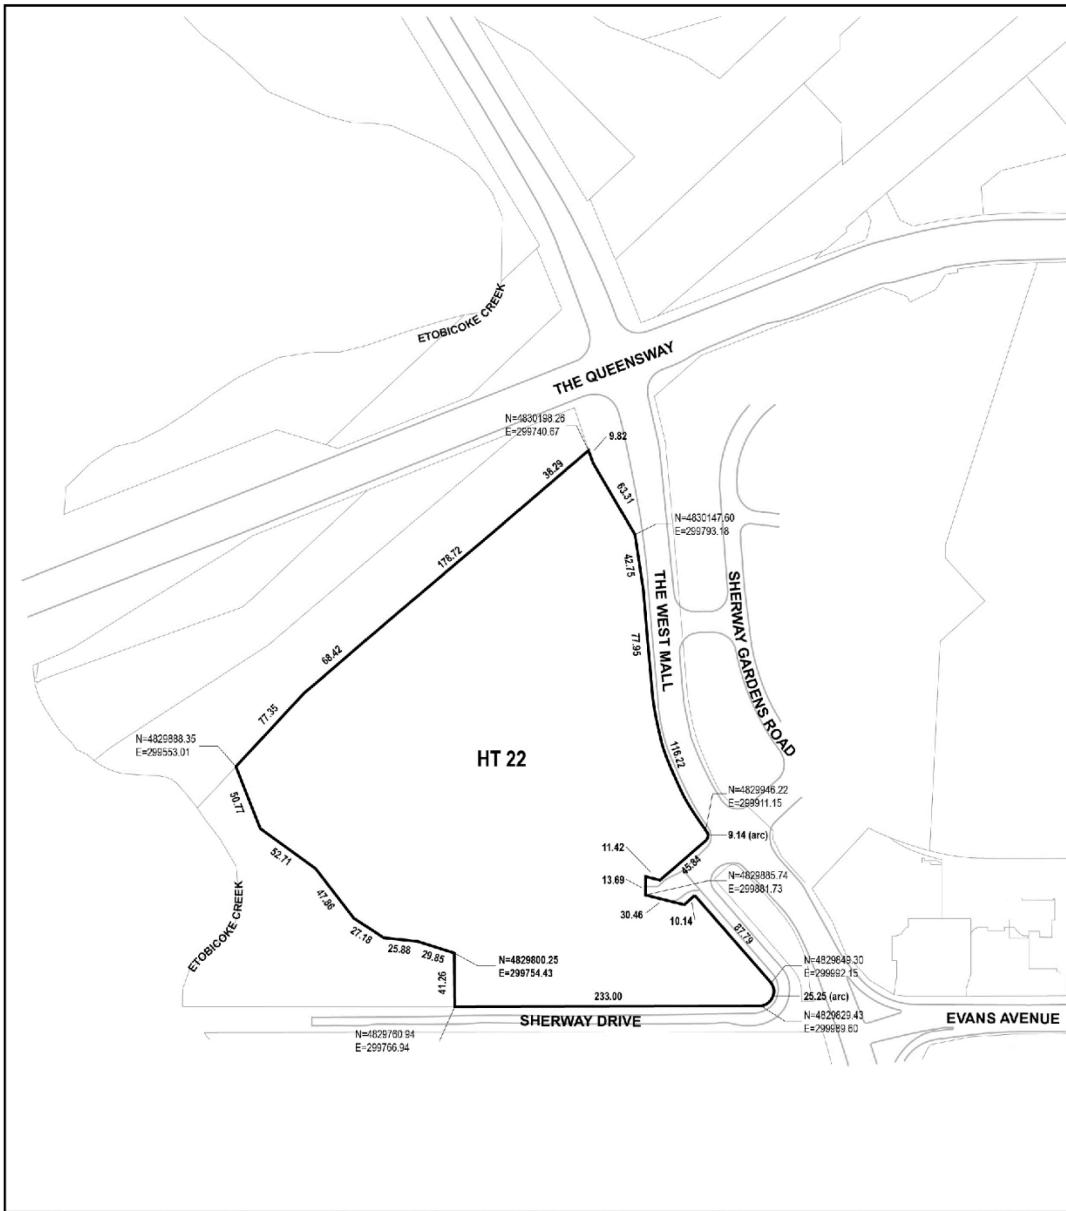 ETOBICOKE CREEK
THE QUEENSWAY
N=4830198.26
E=299740.67
9.82
38.29
63.31
N=4830147.60
E=299793.18
178.72
42.75
THE WEST MALL
SHERWAY GARDENS ROAD
77.95
68.42
77.35
N=4829888.35
E=299553.01
116.22
HT 22
50.77
N=4829946.22
E=299911.15
9.14 (arc)
52.71
11.42
45.84
13.69
N=4829885.74
E=299881.73
47.86
30.46
10.14
ETOBICOKE CREEK
27.18
25.88
29.85
87.79
N=4829800.25
E=299754.43
N=4829849.30
E=299992.15
41.26
233.00
25.25 (arc)
SHERWAY DRIVE
N=4829829.43
E=299989.60
EVANS AVENUE
N=4829760.94
E=299766.94